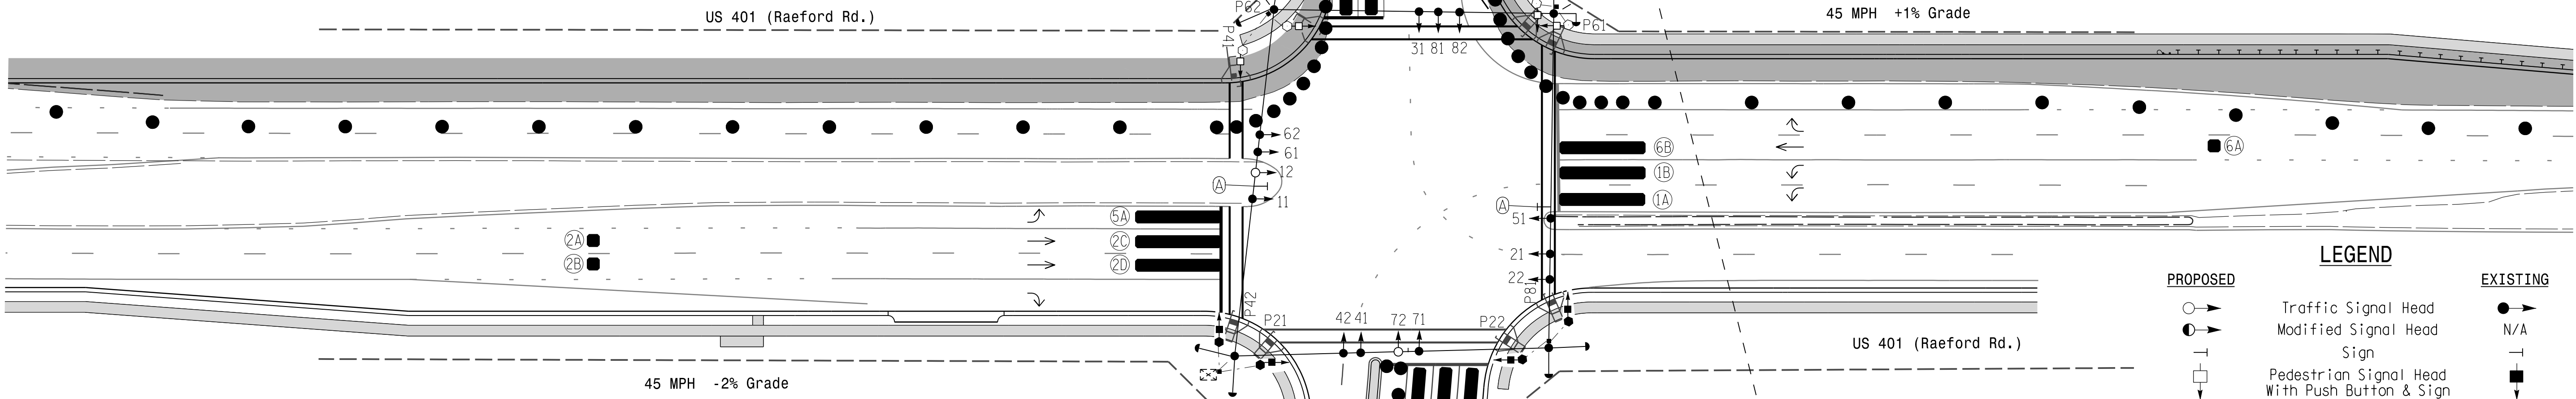 US 401 (Raeford Rd.)
45 MPH +1% Grade
P62
P41
P61
31 81 82
62
61
12
11
A
6B
1B
1A
6A
A
51
21
22
P81
5A
2A
2C
2B
2D
P42
P21
42 41
72 71
P22
US 401 (Raeford Rd.)
45 MPH -2% Grade
LEGEND
PROPOSED
EXISTING
Traffic Signal Head
Modified Signal Head
N/A
Sign
Pedestrian Signal Head
With Push Button & Sign